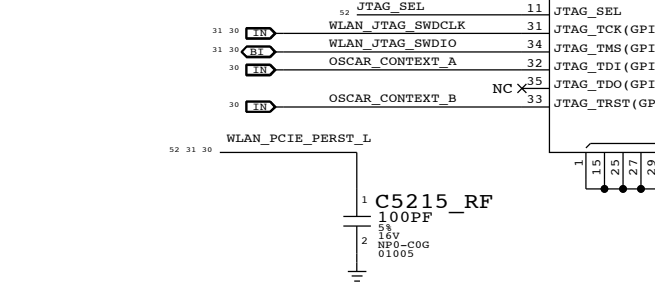 52 JTAG_SEL 11 JTAG_SEL
31 30 IN WLAN_JTAG_SWDCLK 31 JTAG_TCK(GPI
31 30 BI WLAN_JTAG_SWDIO 34 JTAG_TMS(GPI
30 IN OSCAR_CONTEXT_A 32 JTAG_TDI(GPI
NC 35 JTAG_TDO(GPI
30 IN OSCAR_CONTEXT_B 33 JTAG_TRST(GP
52 31 30 WLAN_PCIE_PERST_L
1 15 25 27 29
1 C5215_RF
100PF
5%
16V
2 NP0-C0G
01005